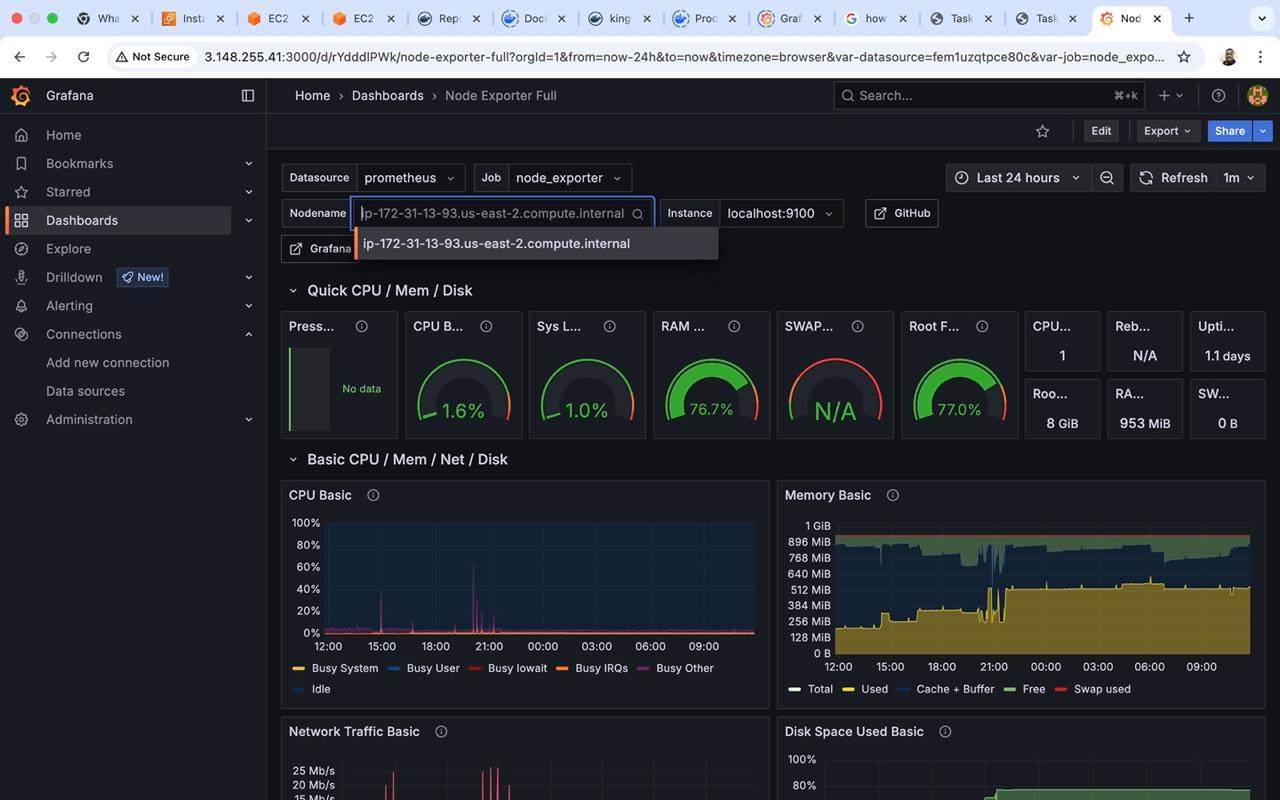 Wha
Insta
EC2
EC2
Repo
Doc
king
Prod
Graf
how
Task
Task
Nod
Not Secure
3.148.255.41:3000/d/rYdddlPWk/node-exporter-full?orgId=1&from=now-24h&to=now&timezone=browser&var-datasource=fem1uzqtpce80c&var-job=node_expo...
Grafana
Home › Dashboards › Node Exporter Full
Search...
⌘+k
Home
Bookmarks
Starred
Dashboards
Explore
Drilldown
New!
Alerting
Connections
Add new connection
Data sources
Administration
Edit
Export
Share
Datasource
prometheus
Job
node_exporter
Last 24 hours
Refresh
1m
Nodename
ip-172-31-13-93.us-east-2.compute.internal
Instance
localhost:9100
GitHub
Grafana
ip-172-31-13-93.us-east-2.compute.internal
Quick CPU / Mem / Disk
Press...
No data
CPU B...
1.6%
Sys L...
1.0%
RAM ...
76.7%
SWAP...
N/A
Root F...
77.0%
CPU...
1
Reb...
N/A
Upti...
1.1 days
Roo...
8 GiB
RA...
953 MiB
SW...
0 B
Basic CPU / Mem / Net / Disk
CPU Basic
100%
80%
60%
40%
20%
0%
12:00 15:00 18:00 21:00 00:00 03:00 06:00 09:00
Busy System Busy User Busy Iowait Busy IRQs Busy Other
Idle
Memory Basic
1 GiB
896 MiB
768 MiB
640 MiB
512 MiB
384 MiB
256 MiB
128 MiB
0 B
12:00 15:00 18:00 21:00 00:00 03:00 06:00 09:00
Total Used Cache + Buffer Free Swap used
Network Traffic Basic
25 Mb/s
20 Mb/s
15 Mb/s
Disk Space Used Basic
100%
80%